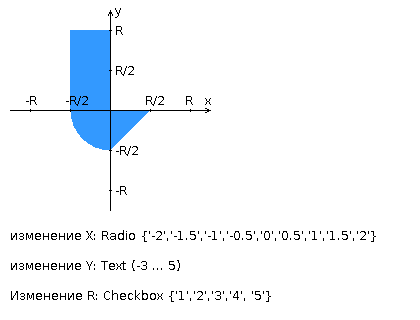 y
R
R/2
-R -R/2 R/2 R x
-R/2
-R
изменение X: Radio {'-2','-1.5','-1','-0.5','0','0.5','1','1.5','2'}
изменение Y: Text (-3 ... 5)
Изменение R: Checkbox {'1','2','3','4', '5'}